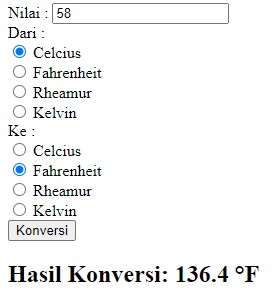 Nilai : 58
Dari :
Celcius
Fahrenheit
Rheamur
Kelvin
Ke :
Celcius
Fahrenheit
Rheamur
Kelvin
Konversi
Hasil Konversi: 136.4 °F